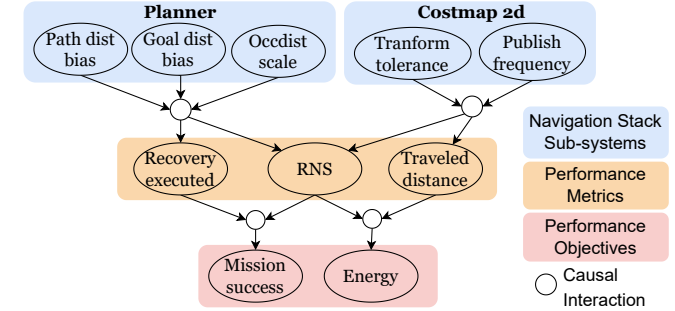 Planner
Costmap 2d
Path dist
bias
Goal dist
bias
Occdist
scale
Tranform
tolerance
Publish
frequency
Recovery
executed
RNS
Traveled
distance
Mission
success
Energy
Navigation Stack
Sub-systems
Performance
Metrics
Performance
Objectives
Causal
Interaction